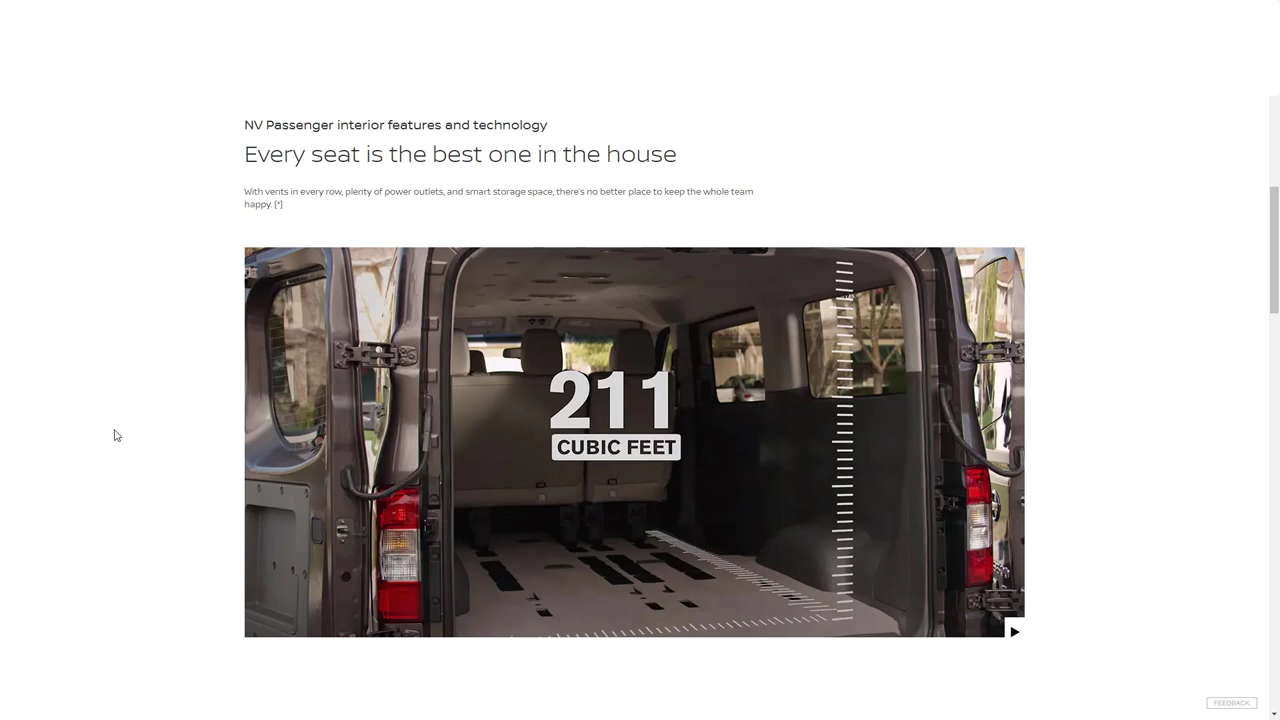 NV Passenger interior features and technology
Every seat is the best one in the house
With vents in every row, plenty of power outlets, and smart storage space, there's no better place to keep the whole team
happy. [*]
211
CUBIC FEET
FEEDBACK